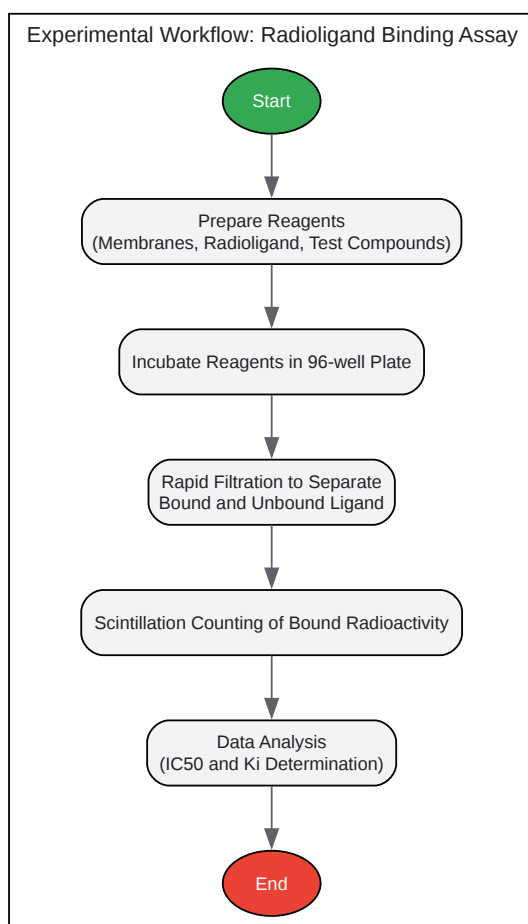 Experimental Workflow: Radioligand Binding Assay
Start
Prepare Reagents
(Membranes, Radioligand, Test Compounds)
Incubate Reagents in 96-well Plate
Rapid Filtration to Separate
Bound and Unbound Ligand
Scintillation Counting of Bound Radioactivity
Data Analysis
(IC50 and Ki Determination)
End